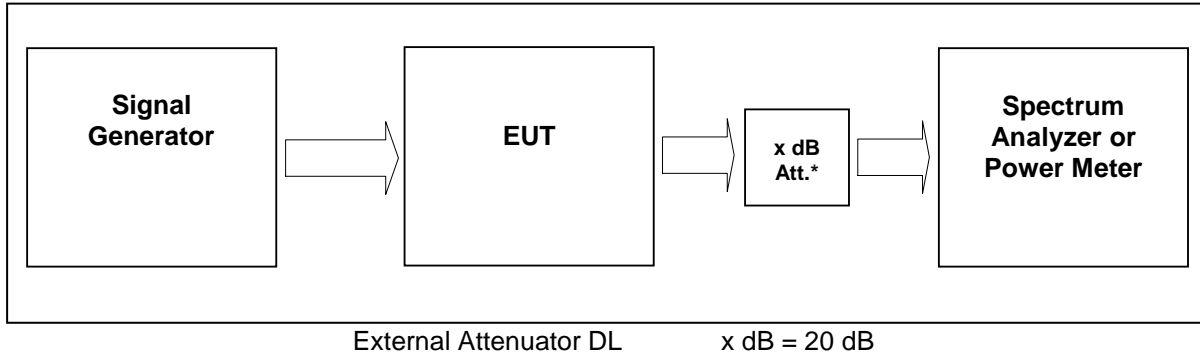 Signal
Generator
EUT
x dB
Att.*
Spectrum
Analyzer or
Power Meter
External Attenuator DL x dB = 20 dB